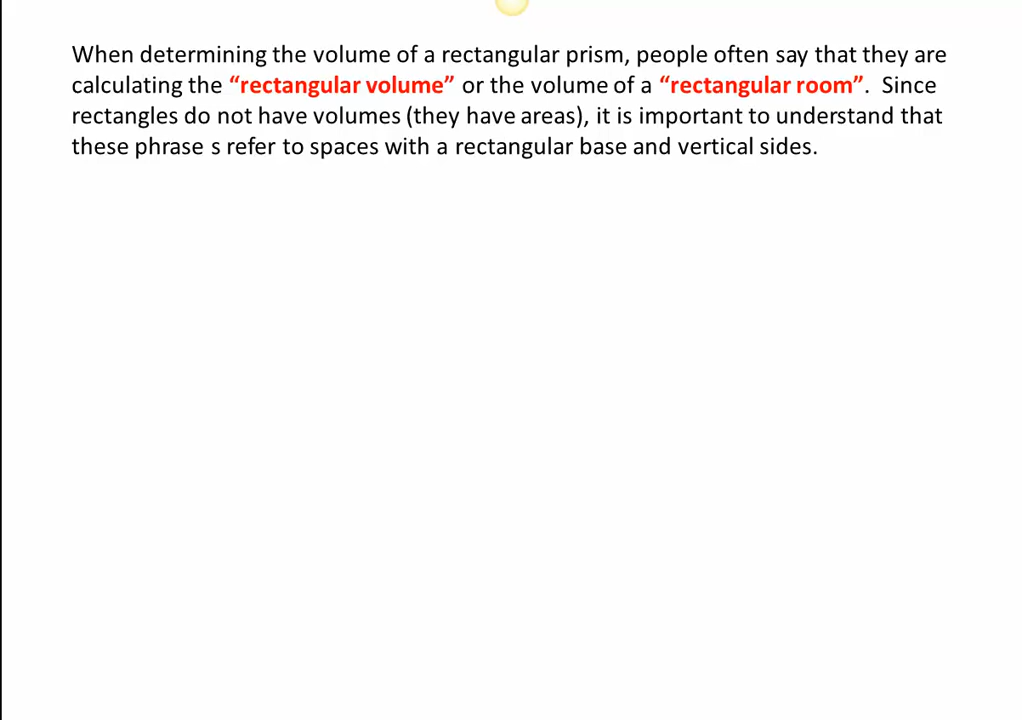 When determining the volume of a rectangular prism, people often say that they are
calculating the “rectangular volume” or the volume of a “rectangular room”. Since
rectangles do not have volumes (they have areas), it is important to understand that
these phrase s refer to spaces with a rectangular base and vertical sides.